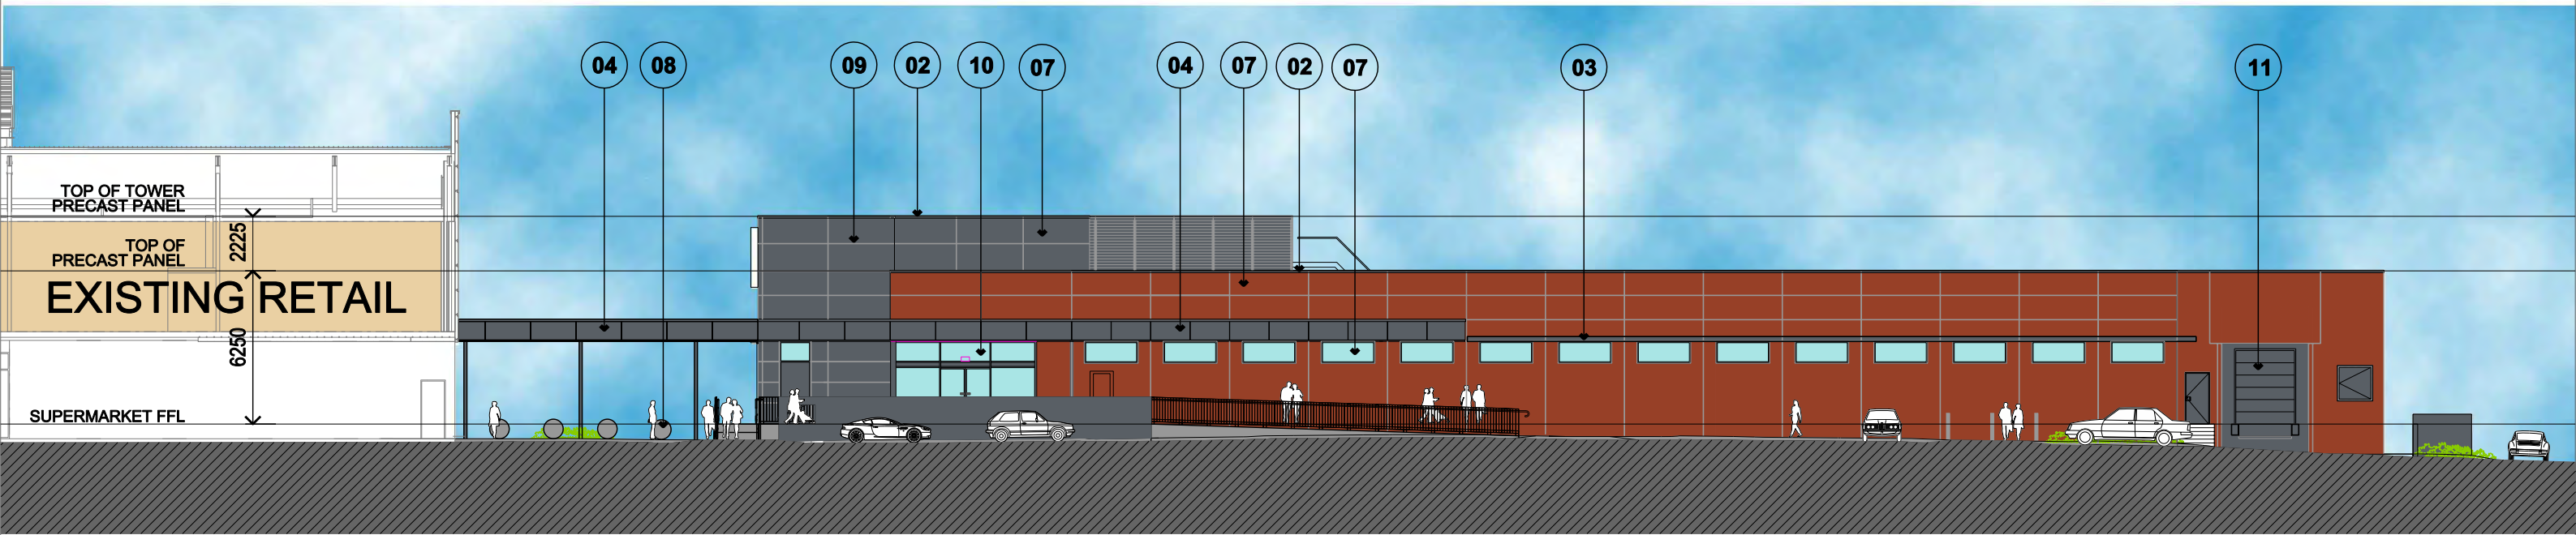 04 08 09 02 10 07 04 07 02 07 03 11
TOP OF TOWER
PRECAST PANEL
2225
TOP OF
PRECAST PANEL
EXISTING RETAIL
6250
SUPERMARKET FFL